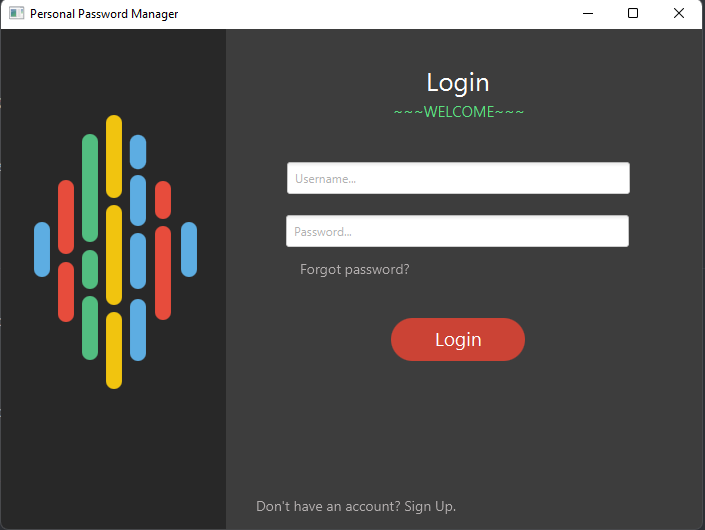 Personal Password Manager
Login
~~~WELCOME~~~
Username...
Password...
Forgot password?
Login
Don't have an account? Sign Up.